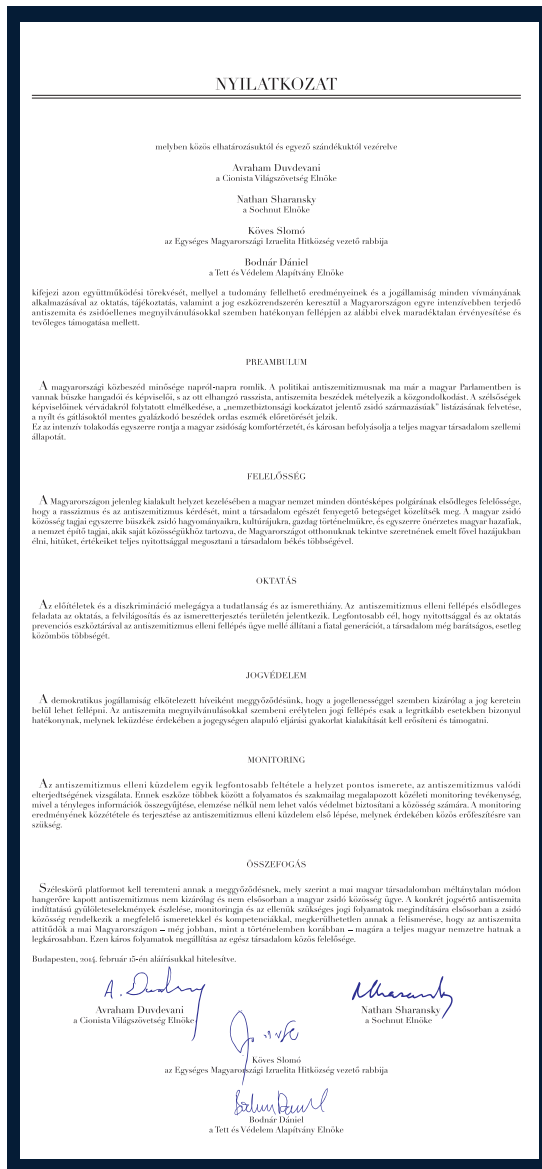 NYILATKOZAT
melyben közös elhatározásuktól és egyező szándékuktól vezérelve
Avraham Duvdevani
a Cionista Világszövetség Elnöke
Nathan Sharansky
a Sochnut Elnöke
Köves Slomó
az Egységes Magyarországi Izraelita Hitközség vezető rabbija
Bodnár Dániel
a Tett és Védelem Alapítvány Elnöke
kifejezi azon együttműködési törekvését, mellyel a tudomány fellelhető eredményeinek és a jogállamiság minden vívmányának
alkalmazásával az oktatás, tájékoztatás, valamint a jog eszközrendszerén keresztül a Magyarországon egyre intenzívebben terjedő
antiszemita és zsidóellenes megnyilvánulásokkal szemben hatékonyan fellépjen az alábbi elvek maradéktalan érvényesítése és
tevőleges támogatása mellett.
PREAMBULUM
A magyarországi közbeszéd minősége napról-napra romlik. A politikai antiszemitizmusnak ma már a magyar Parlamentben is
vannak büszke hangadói és képviselői, s az ott elhangzó rasszista, antiszemita beszédek mételyezik a közgondolkodást. A szélsőségek
képviselőinek vérvádakról folytatott elmélkedése, a „nemzetbiztonsági kockázatot jelentő zsidó származásúak” listázásának felvetése,
a nyílt és gátlásoktól mentes gyalázkodó beszédek ordas eszmék előretörését jelzik.
Ez az intenzív tolakodás egyszerre rontja a magyar zsidóság komfortérzetét, és károsan befolyásolja a teljes magyar társadalom szellemi
állapotát.
FELELŐSSÉG
A Magyarországon jelenleg kialakult helyzet kezelésében a magyar nemzet minden döntésképes polgárának elsődleges felelőssége,
hogy a rasszizmus és az antiszemitizmus kérdését, mint a társadalom egészét fenyegető betegséget közelítsék meg. A magyar zsidó
közösség tagjai egyszerre büszkék zsidó hagyományaikra, kultúrájukra, gazdag történelmükre, és egyszerre önérzetes magyar hazafiak,
a nemzet építő tagjai, akik saját közösségükhöz tartozva, de Magyarországot otthonuknak tekintve szeretnének emelt fővel hazájukban
élni, hitüket, értékeiket teljes nyitottsággal megosztani a társadalom békés többségével.
OKTATÁS
Az előítéletek és a diszkrimináció melegágya a tudatlanság és az ismerethiány. Az antiszemitizmus elleni fellépés elsődleges
feladata az oktatás, a felvilágosítás és az ismeretterjesztés területén jelentkezik. Legfontosabb cél, hogy nyitottsággal és az oktatás
prevenciós eszköztárával az antiszemitizmus elleni fellépés ügye mellé állítani a fiatal generációt, a társadalom még barátságos, esetleg
közömbös többségét.
JOGVÉDELEM
A demokratikus jogállamiság elkötelezett híveiként meggyőződésünk, hogy a jogellenességgel szemben kizárólag a jog keretein
belül lehet fellépni. Az antiszemita megnyilvánulásokkal szembeni erélytelen jogi fellépés csak a legritkább esetekben bizonyul
hatékonynak, melynek leküzdése érdekében a jogegységen alapuló eljárási gyakorlat kialakítását kell erősíteni és támogatni.
MONITORING
Az antiszemitizmus elleni küzdelem egyik legfontosabb feltétele a helyzet pontos ismerete, az antiszemitizmus valódi
elterjedtségének vizsgálata. Ennek eszköze többek között a folyamatos és szakmailag megalapozott közéleti monitoring tevékenység,
mivel a tényleges információk összegyűjtése, elemzése nélkül nem lehet valós védelmet biztosítani a közösség számára. A monitoring
eredményének közzététele és terjesztése az antiszemitizmus elleni küzdelem első lépése, melynek érdekében közös erőfeszítésre van
szükség.
ÖSSZEFOGÁS
Széleskörű platformot kell teremteni annak a meggyőződésnek, mely szerint a mai magyar társadalomban méltánytalan módon
hangerőre kapott antiszemitizmus nem kizárólag és nem elsősorban a magyar zsidó közösség ügye. A konkrét jogsértő antiszemita
indíttatású gyűlöletcselekmények észlelése, monitoringja és az ellenük szükséges jogi folyamatok megindítására elsősorban a zsidó
közösség rendelkezik a megfelelő ismeretekkel és kompetenciákkal, megkerülhetetlen annak a felismerése, hogy az antiszemita
attitűdök a mai Magyarországon – még jobban, mint a történelemben korábban – magára a teljes magyar nemzetre hatnak a
legkárosabban. Ezen káros folyamatok megállítása az egész társadalom közös felelőssége.
Budapesten, 2014. február 15-én aláírásukkal hitelesítve.
Avraham Duvdevani
a Cionista Világszövetség Elnöke
Nathan Sharansky
a Sochnut Elnöke
Köves Slomó
az Egységes Magyarországi Izraelita Hitközség vezető rabbija
Bodnár Dániel
a Tett és Védelem Alapítvány Elnöke